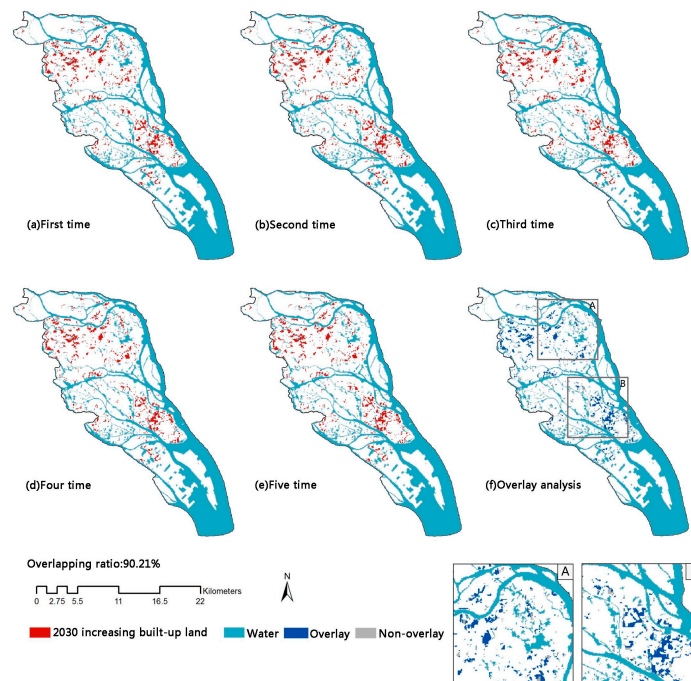 (a)First time
(b)Second time
(c)Third time
A
B
(d)Four time
(e)Five time
(f)Overlay analysis
Overlapping ratio:90.21%
Kilometers
0 2.75 5.5 11 16.5 22
N
A
2030 increasing built-up land
Water
Overlay
Non-overlay